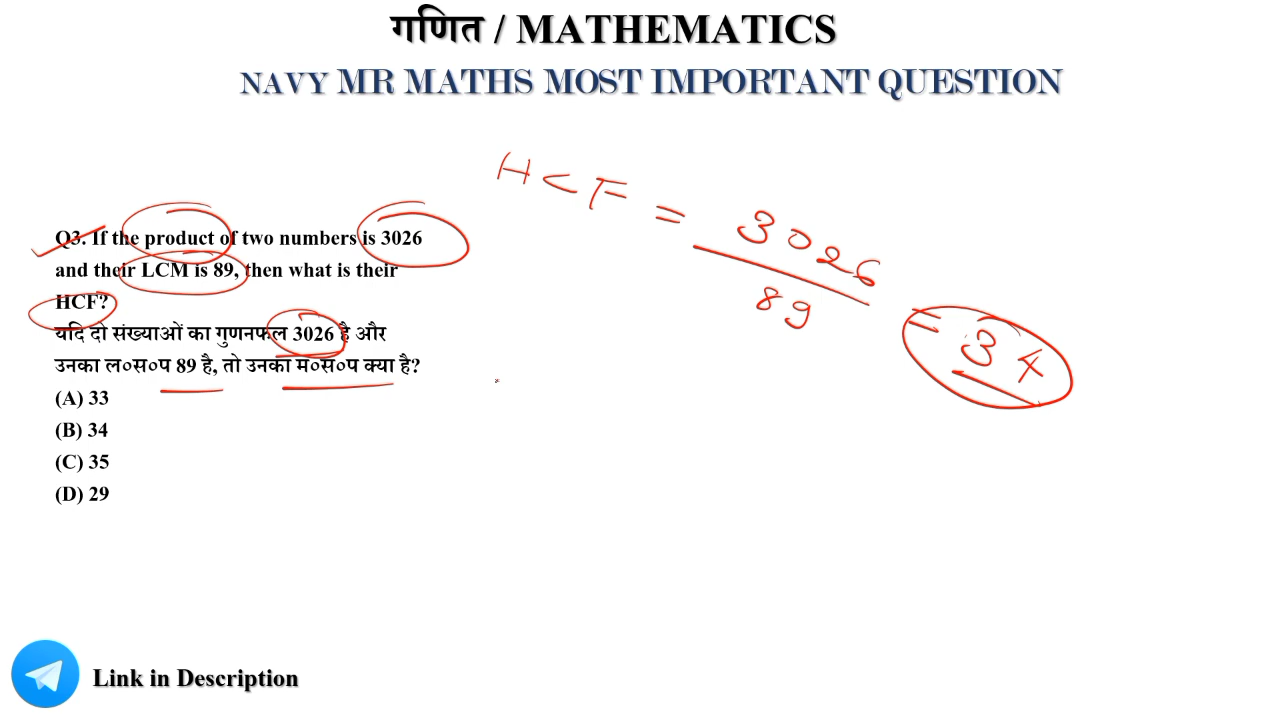 गणित / MATHEMATICS
NAVY MR MATHS MOST IMPORTANT QUESTION
Q3. If the product of two numbers is 3026
and their LCM is 89, then what is their
HCF?
यदि दो संख्याओं का गुणनफल 3026 है और
उनका ल०स०प 89 है, तो उनका म०स०प क्या है?
(A) 33
(B) 34
(C) 35
(D) 29
HCF = 3026
89
= 34
Link in Description